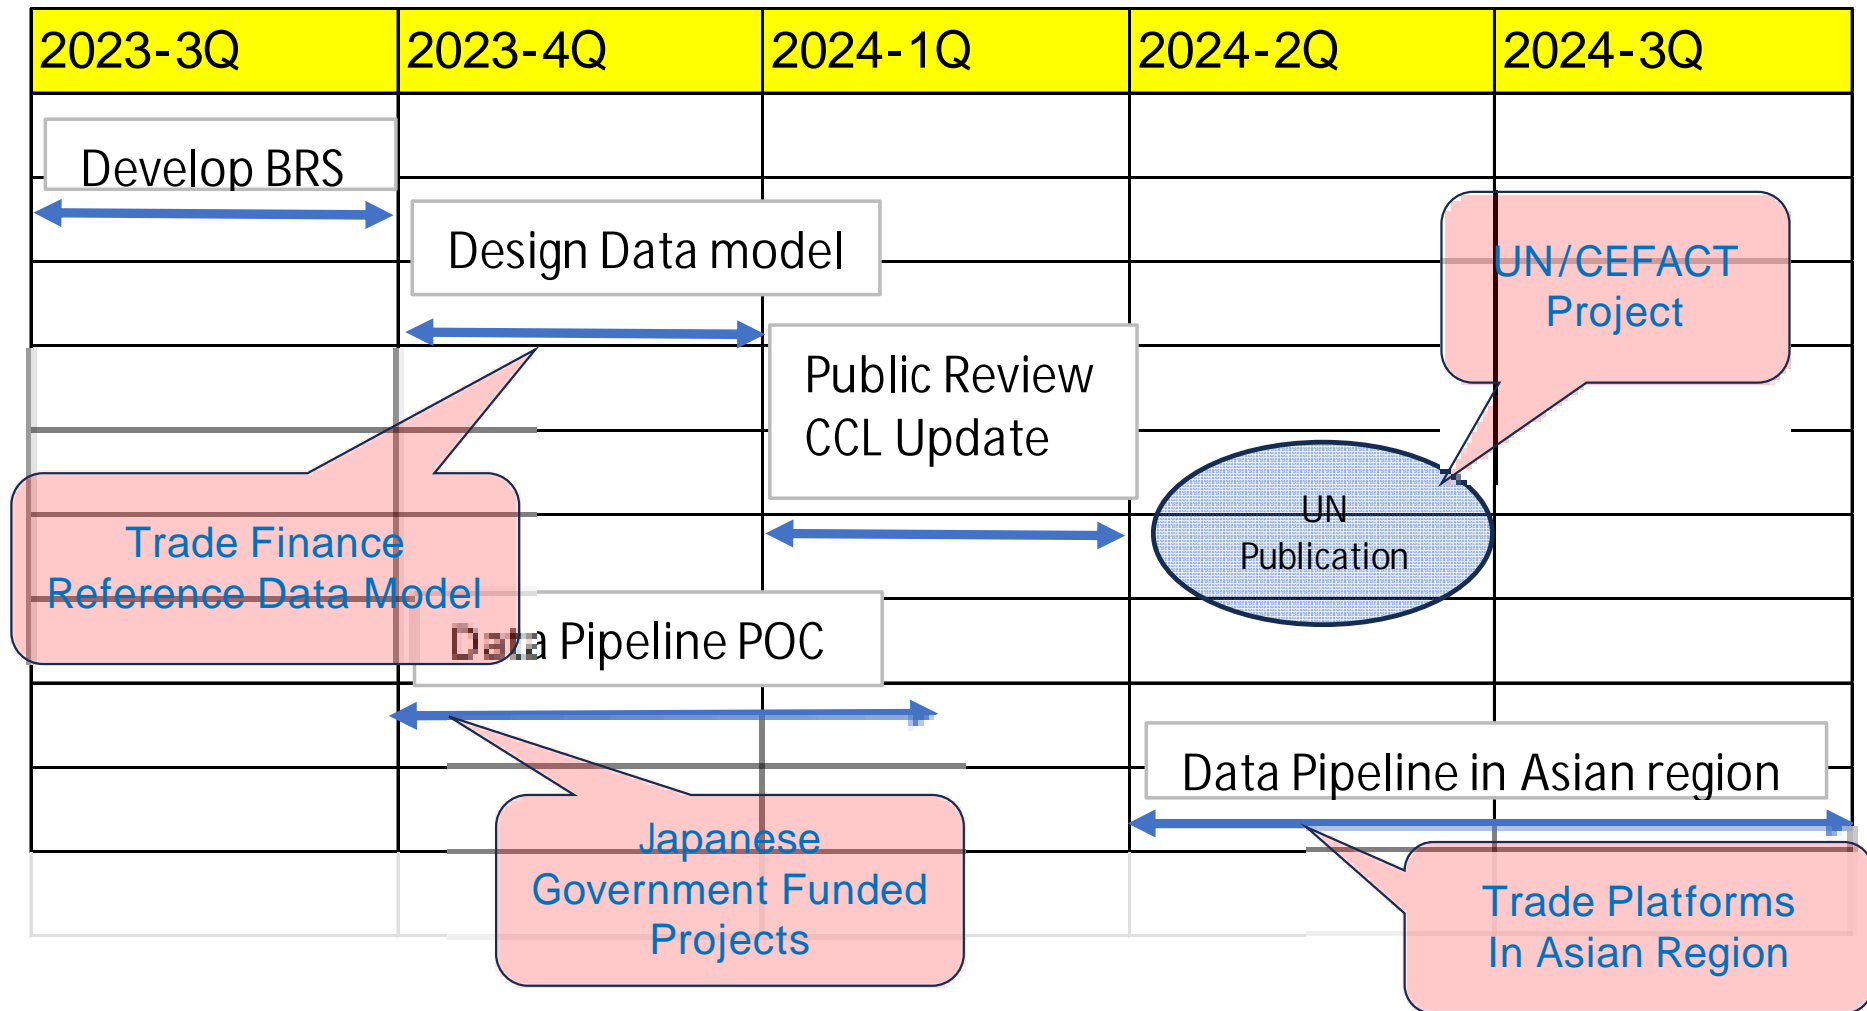 2023-3Q
2023-4Q
2024-1Q
2024-2Q
2024-3Q
Develop BRS
Design Data model
UN/CEFACT
Project
Public Review
CCL Update
UN
Publication
Trade Finance
Reference Data Model
Data Pipeline POC
Data Pipeline in Asian region
Japanese
Government Funded
Projects
Trade Platforms
In Asian Region